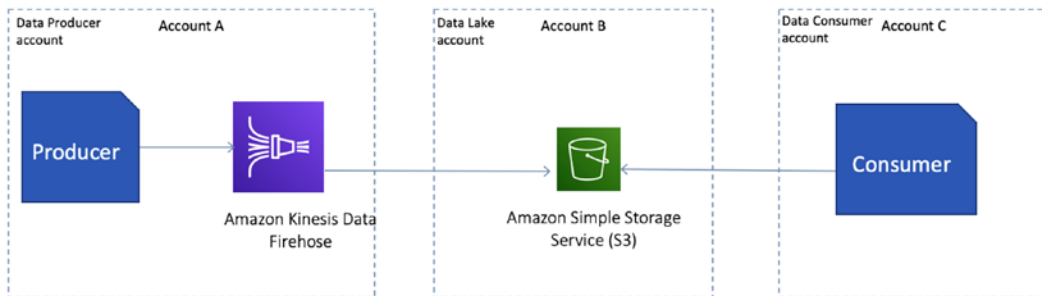 Data Producer
account
Account A
Producer
Amazon Kinesis Data
Firehose
Data Lake
account
Account B
Amazon Simple Storage
Service (S3)
Data Consumer
account
Account C
Consumer